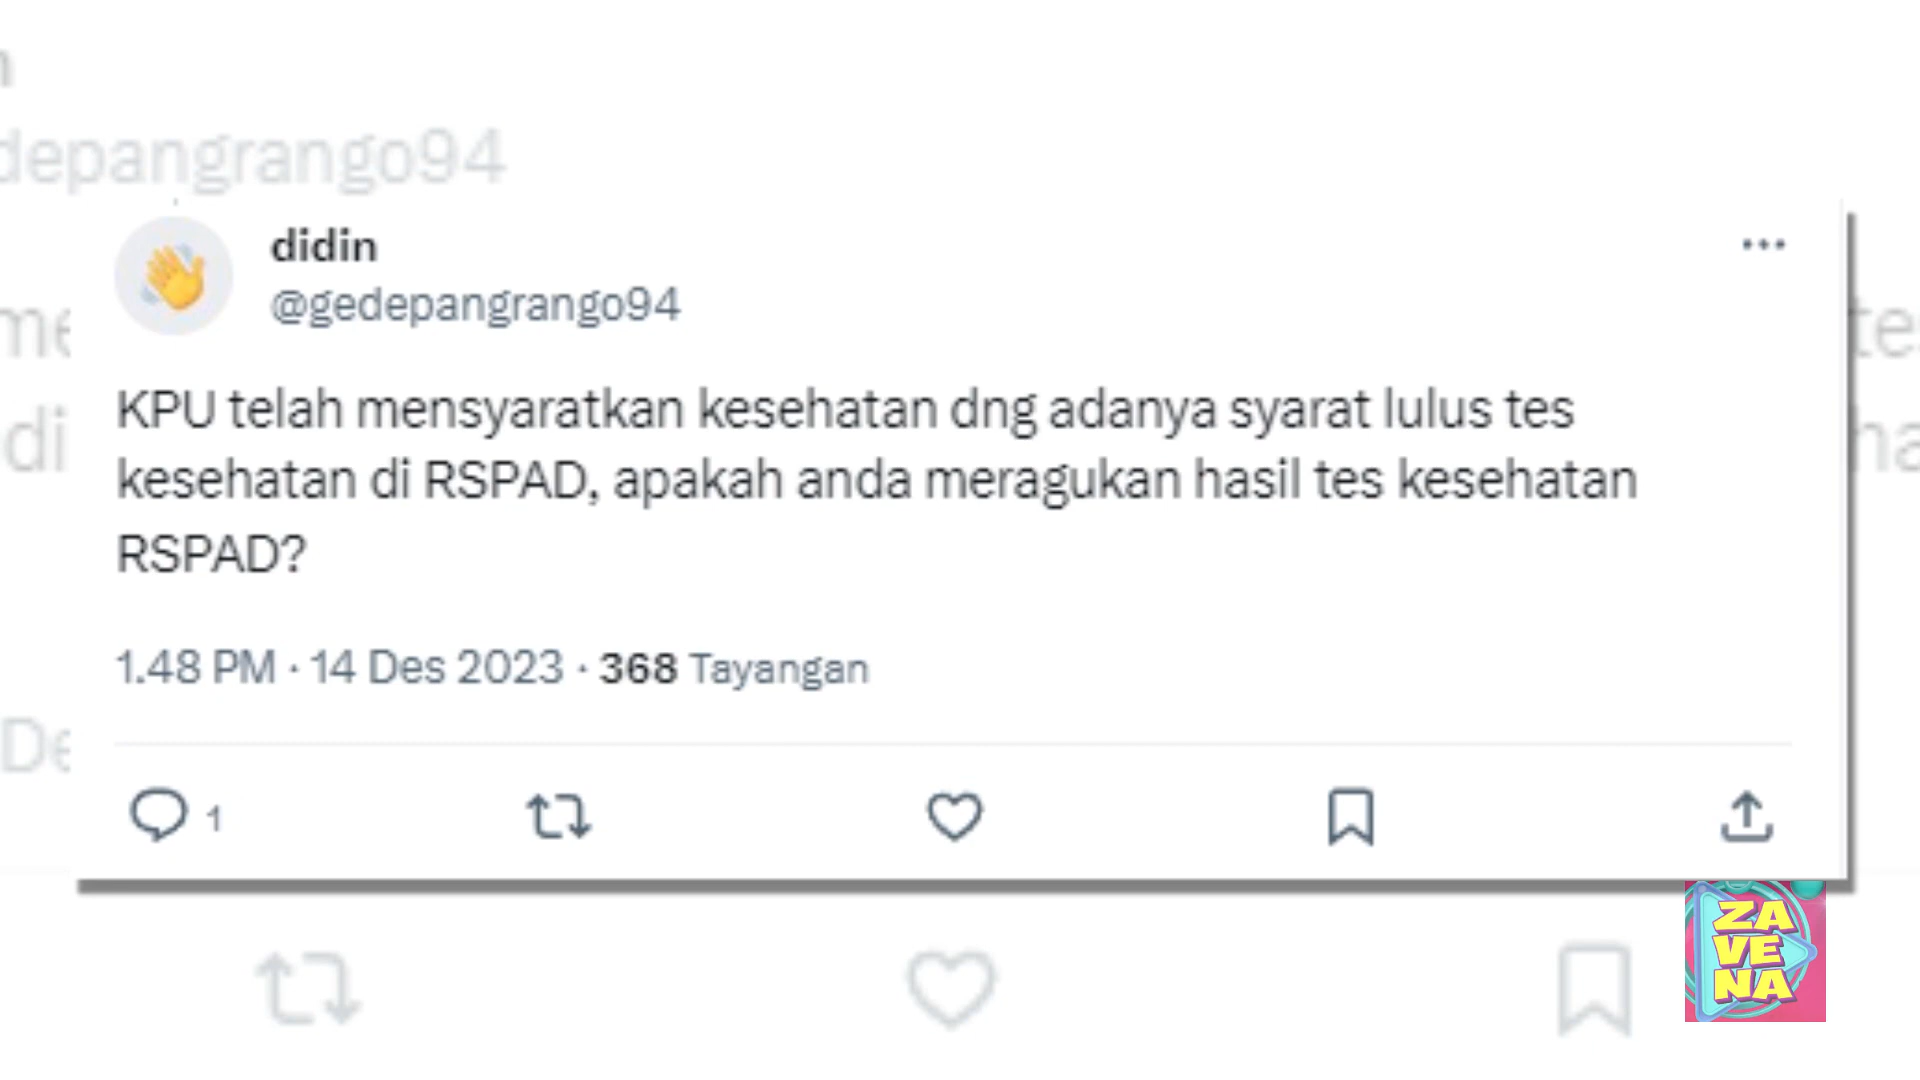 depangrango94
didin
@gedepangrango94
KPU telah mensyaratkan kesehatan dng adanya syarat lulus tes
kesehatan di RSPAD, apakah anda meragukan hasil tes kesehatan
RSPAD?
1.48 PM · 14 Des 2023 · 368 Tayangan
1
ZA
VE
NA